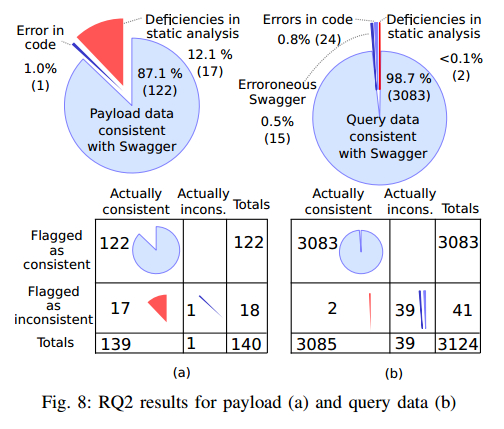 Error in
code
1.0%
(1)
Deficiencies in
static analysis
12.1 %
(17)
87.1 %
(122)
Payload data
consistent
with Swagger
Errors in code
0.8% (24)
Deficiencies in
static analysis
<0.1%
(2)
Erroroneous
Swagger
0.5%
(15)
98.7 %
(3083)
Query data
consistent
with Swagger
Actually
consistent
Actually
incons.
Totals
Flagged
as
consistent
122
122
Flagged
as
inconsistent
17
1
18
Totals
139
1
140
(a)
Actually
consistent
Actually
incons.
Totals
3083
3083
2
39
41
3085
39
3124
(b)
Fig. 8: RQ2 results for payload (a) and query data (b)